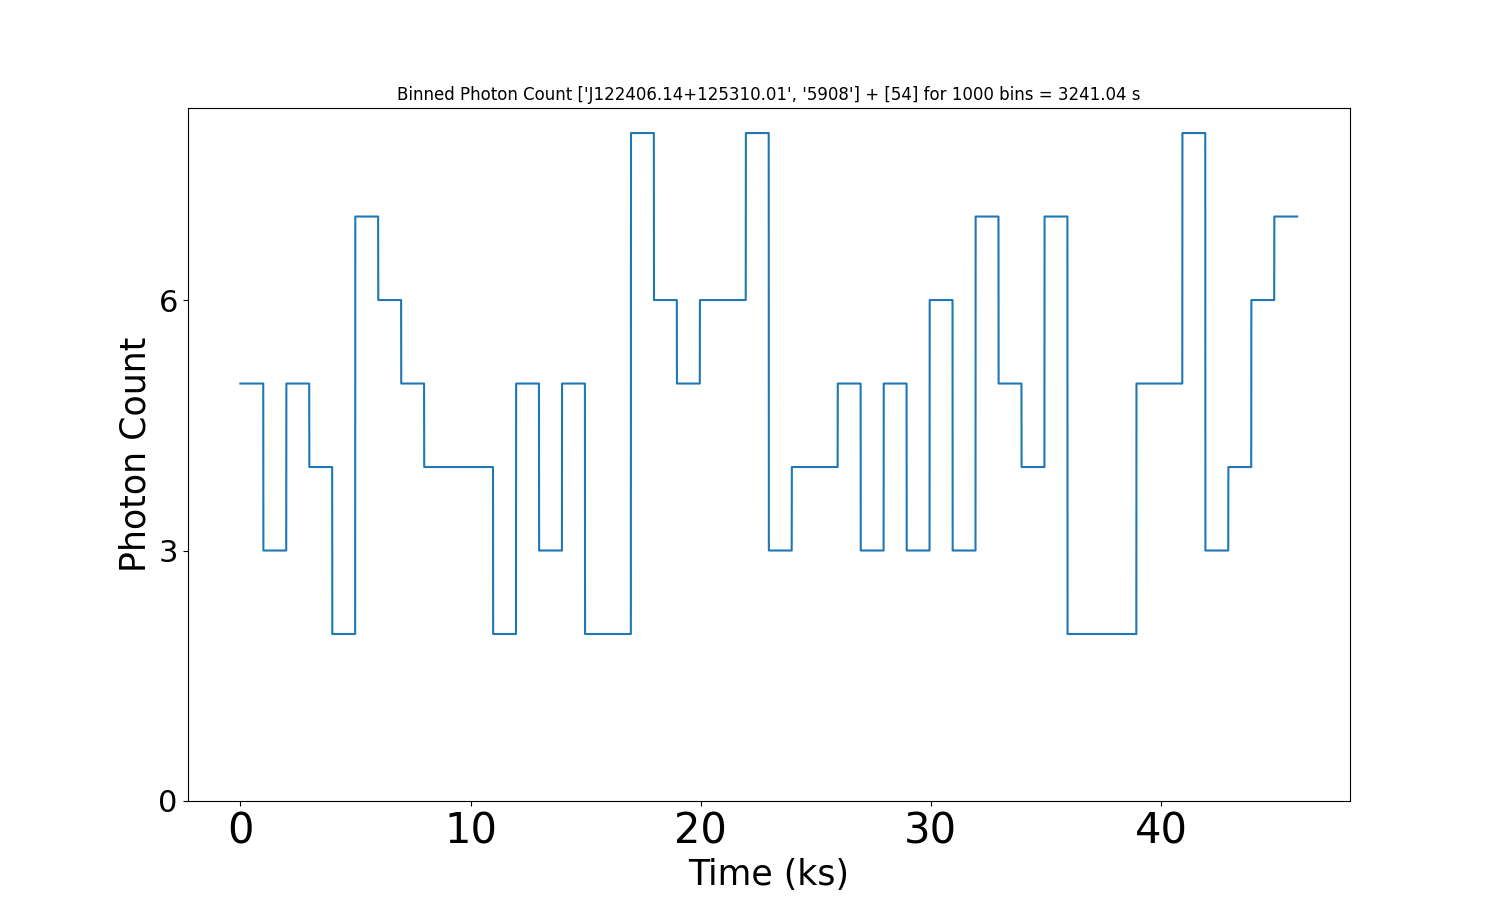 Binned Photon Count ['J122406.14+125310.01', '5908'] + [54] for 1000 bins = 3241.04 s
Photon Count
6
3
0
0 10 20 30 40
Time (ks)